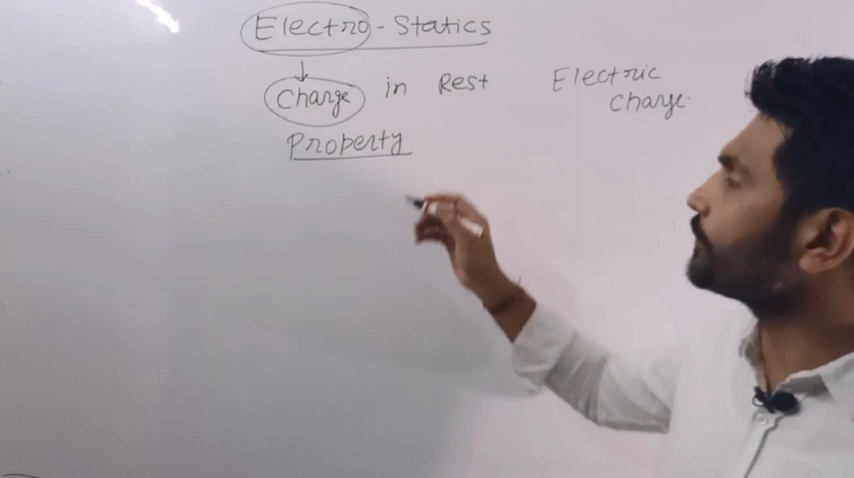 Electro-Statics
Charge in Rest
Property
Electric
Charge